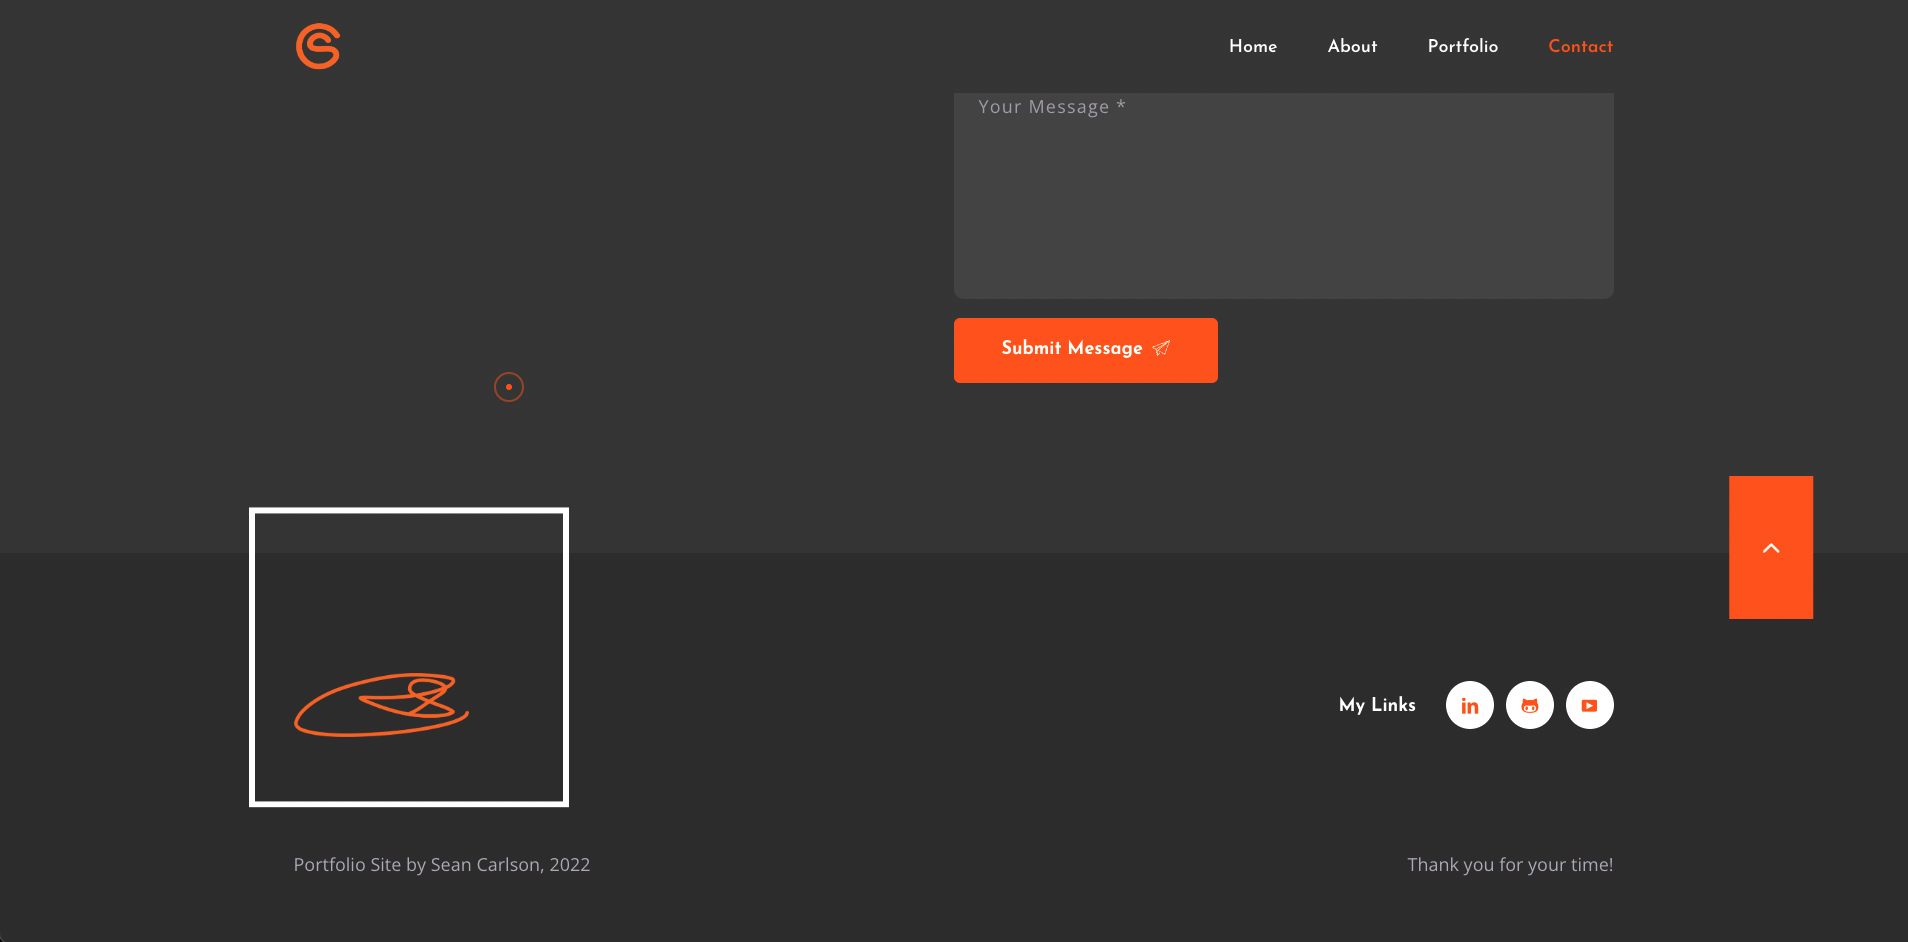 Home About Portfolio Contact
Your Message *
Submit Message
My Links in
Portfolio Site by Sean Carlson, 2022
Thank you for your time!